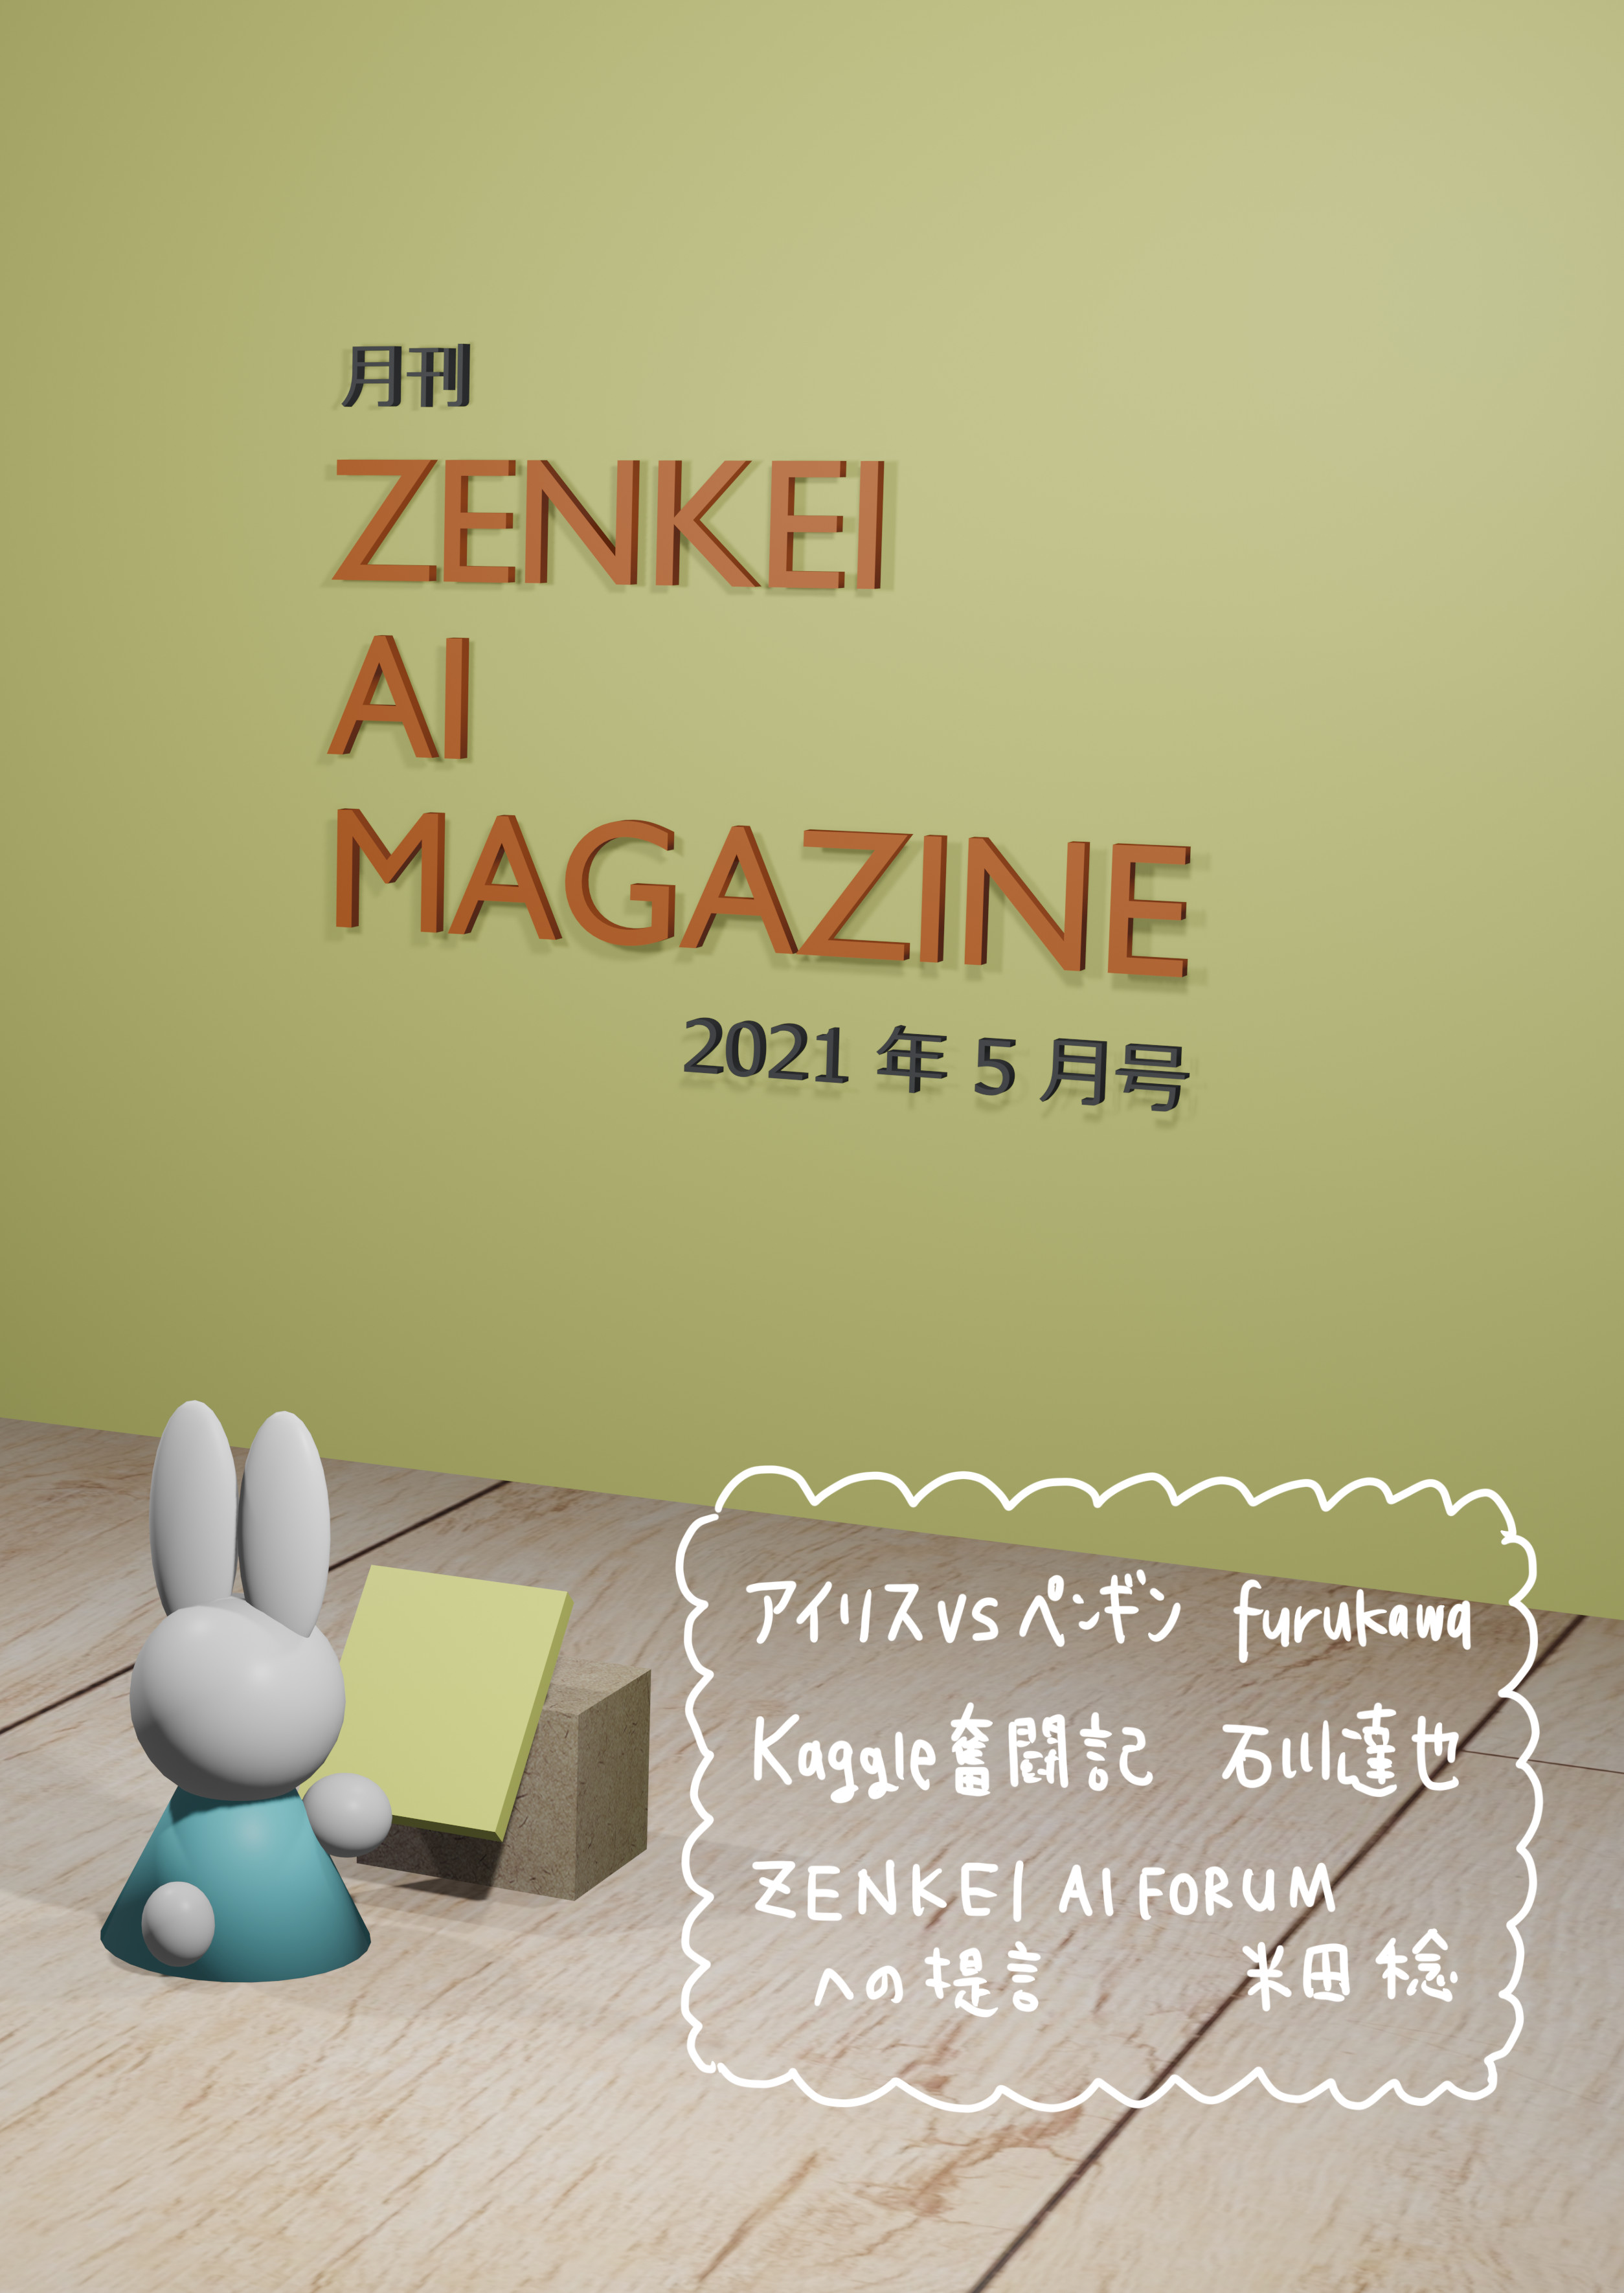 月刊
ZENKEI
AI
MAGAZINE
2021 年 5 月号
アイリス vs ペンギン furukawa
Kaggle奮闘記 石川達也
ZENKEI AI FORUM
への提言 米田 稔